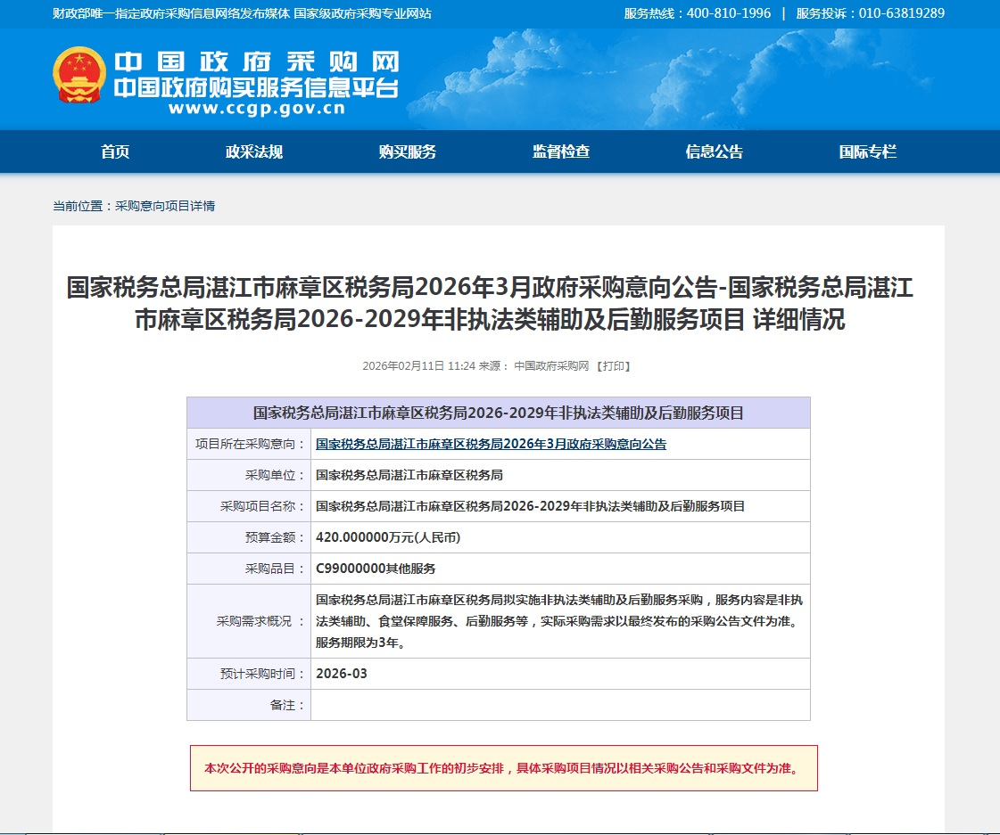 财政部唯一指定政府采购信息网络发布媒体 国家级政府采购专业网站
服务热线：400-810-1996 | 服务投诉：010-63819289
中国政府采购网
中国政府购买服务信息平台
www.ccgp.gov.cn
首页 政采法规 购买服务 监督检查 信息公告 国际专栏
当前位置：采购意向项目详情
国家税务总局湛江市麻章区税务局2026年3月政府采购意向公告-国家税务总局湛江
市麻章区税务局2026-2029年非执法类辅助及后勤服务项目 详细情况
2026年02月11日 11:24 来源： 中国政府采购网 【打印】
国家税务总局湛江市麻章区税务局2026-2029年非执法类辅助及后勤服务项目
项目所在采购意向： 国家税务总局湛江市麻章区税务局2026年3月政府采购意向公告
采购单位： 国家税务总局湛江市麻章区税务局
采购项目名称： 国家税务总局湛江市麻章区税务局2026-2029年非执法类辅助及后勤服务项目
预算金额： 420.000000万元(人民币)
采购品目： C99000000其他服务
采购需求概况 ： 国家税务总局湛江市麻章区税务局拟实施非执法类辅助及后勤服务采购，服务内容是非执
法类辅助、食堂保障服务、后勤服务等，实际采购需求以最终发布的采购公告文件为准。
服务期限为3年。
预计采购时间： 2026-03
备注：
本次公开的采购意向是本单位政府采购工作的初步安排，具体采购项目情况以相关采购公告和采购文件为准。